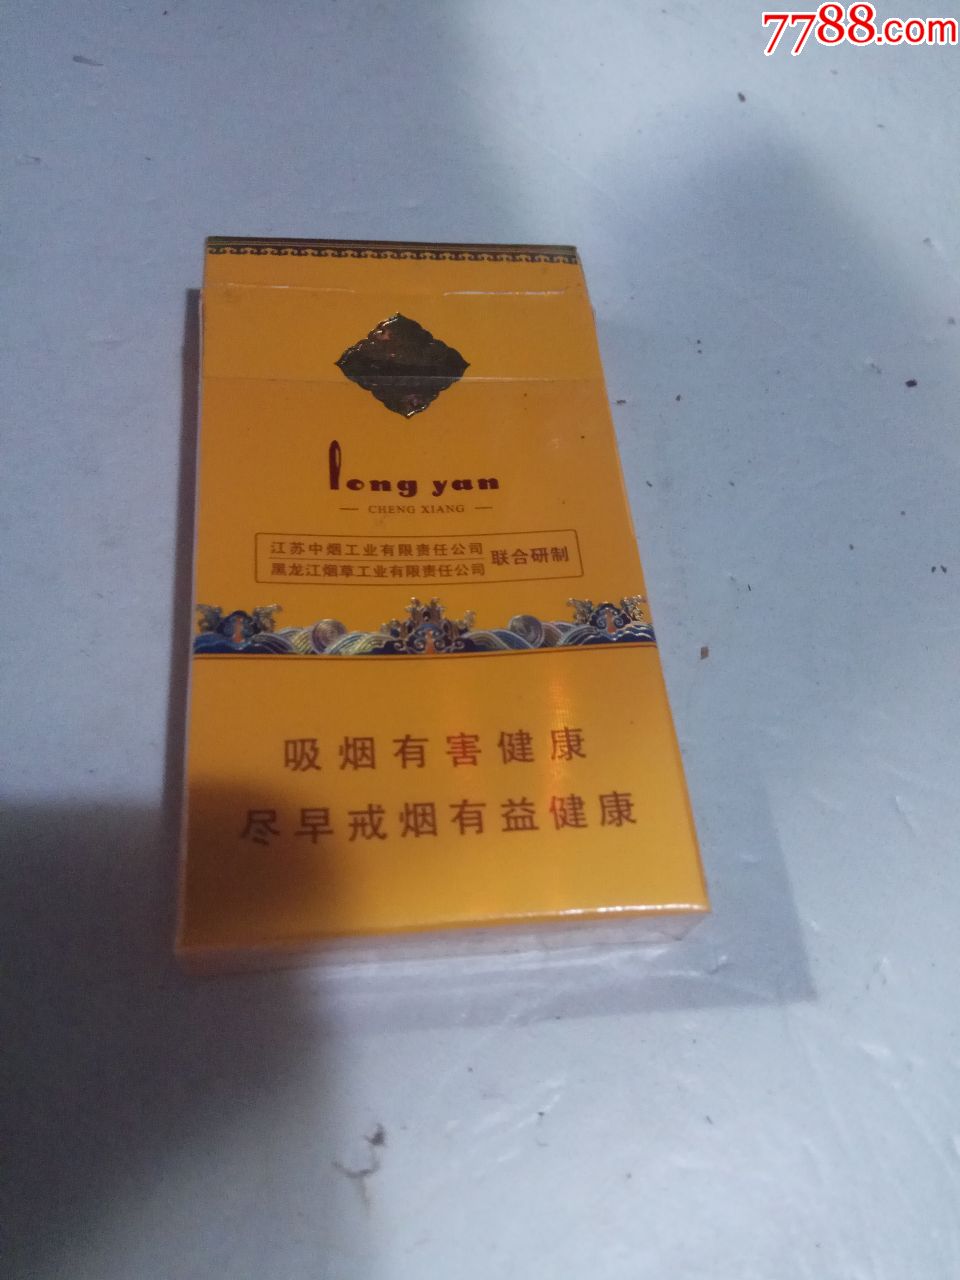 7788.com
long yan
CHENG XIANG
江苏中烟工业有限责任公司
黑龙江烟草工业有限责任公司
联合研制
吸烟有害健康
尽早戒烟有益健康